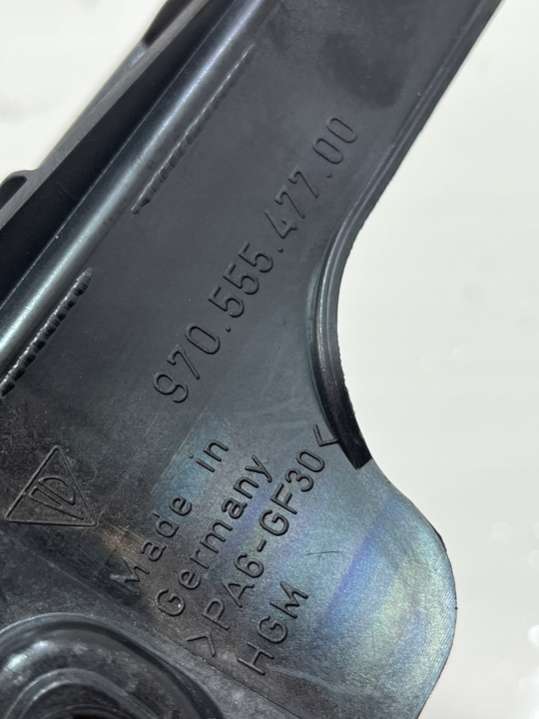 970.555.477.00
Made in
Germany
>PA6-GF30<
HGM